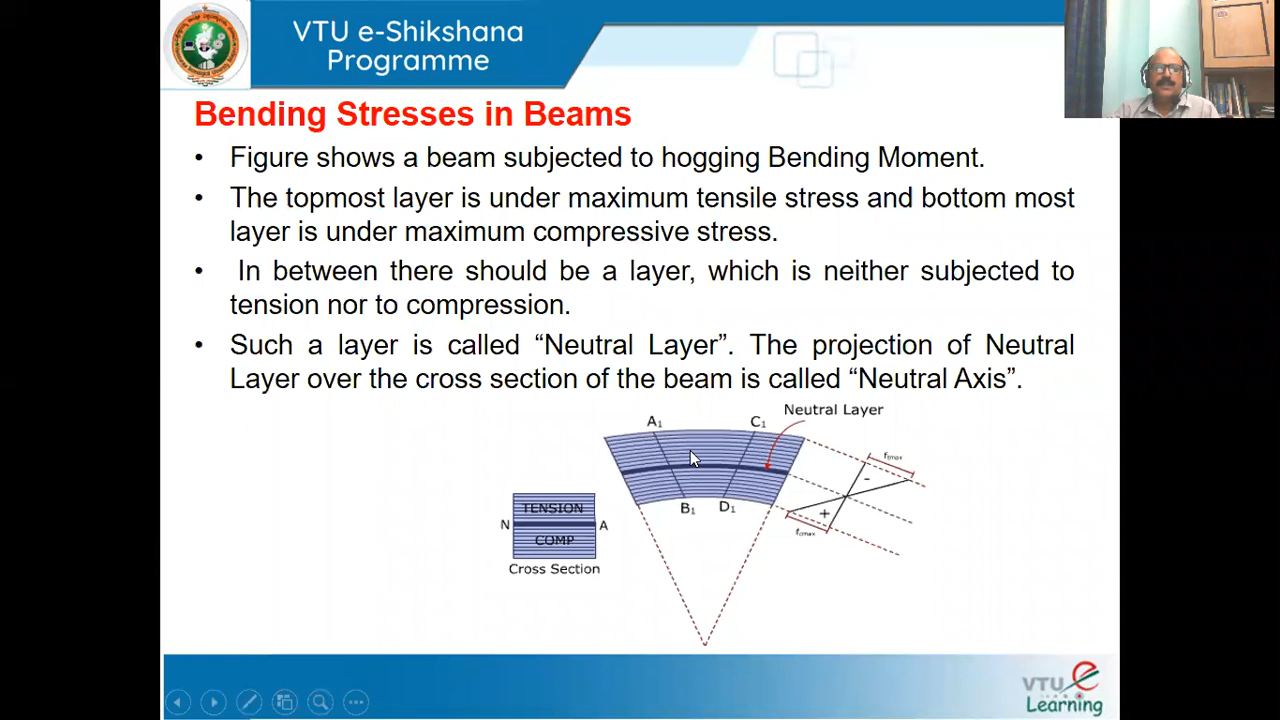 VTU e-Shikshana
Programme
Bending Stresses in Beams
• Figure shows a beam subjected to hogging Bending Moment.
• The topmost layer is under maximum tensile stress and bottom most
layer is under maximum compressive stress.
• In between there should be a layer, which is neither subjected to
tension nor to compression.
• Such a layer is called “Neutral Layer”. The projection of Neutral
Layer over the cross section of the beam is called “Neutral Axis”.
Neutral Layer
A₁
C₁
B₁
D₁
-
+
TENSION
N
A
COMP
Cross Section
VTU e
Learning